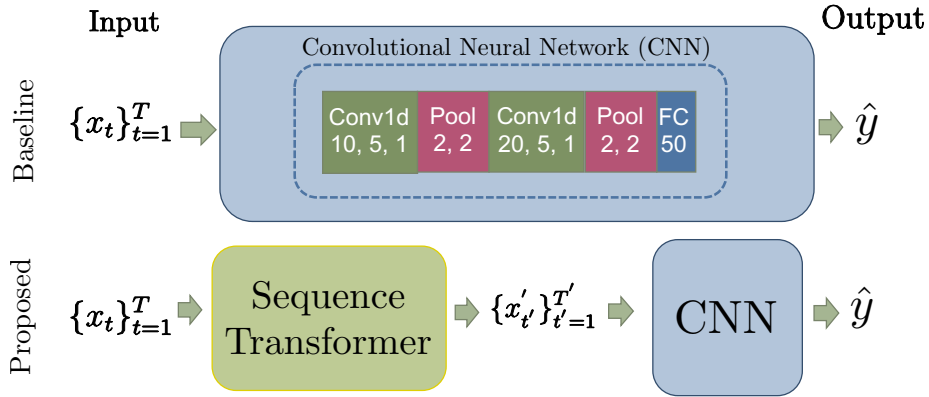 Input
Output
Convolutional Neural Network (CNN)
Baseline
{x_t}_{t=1}^T
Conv1d
10, 5, 1
Pool
2, 2
Conv1d
20, 5, 1
Pool
2, 2
FC
50
ŷ
Proposed
{x_t}_{t=1}^T
Sequence
Transformer
{x'_{t'}}_{t'=1}^{T'}
CNN
ŷ